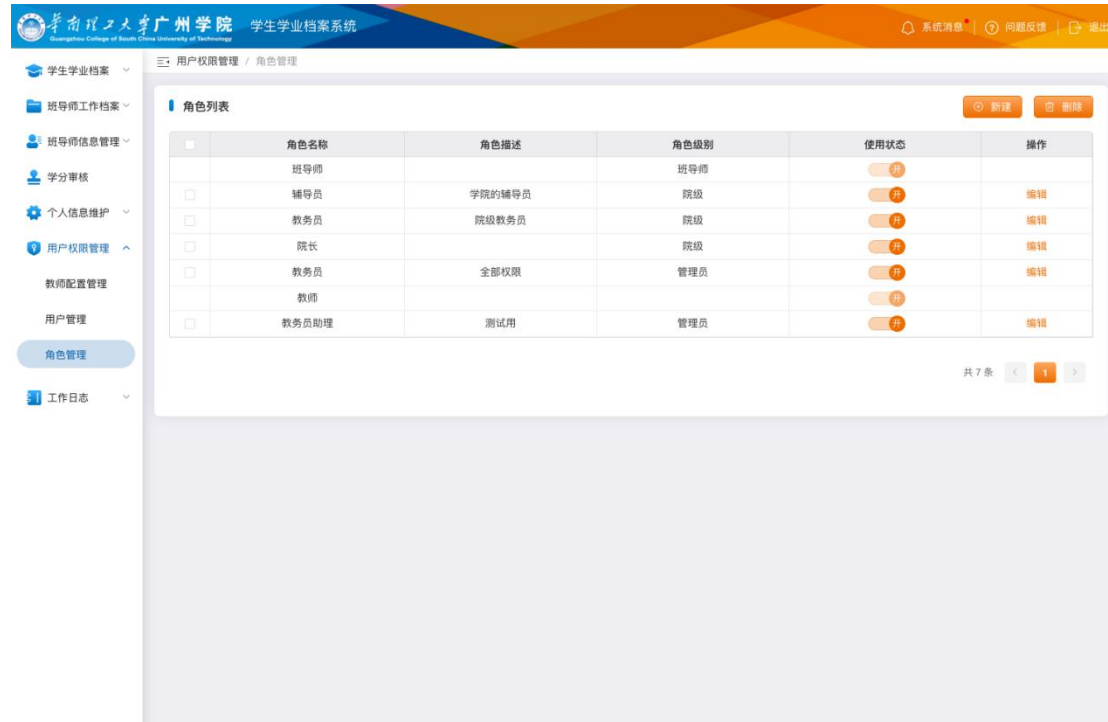 华南理工大学广州学院 学生学业档案系统 系统消息 问题反馈 退出
Guangzhou College of South China University of Technology
学生学业档案
班导师工作档案
班导师信息管理
学分审核
个人信息维护
用户权限管理
教师配置管理
用户管理
角色管理
工作日志
用户权限管理 / 角色管理
角色列表 新建 删除
角色名称 角色描述 角色级别 使用状态 操作
班导师 班导师 开
辅导员 学院的辅导员 院级 开 编辑
教务员 院级教务员 院级 开 编辑
院长 院级 开 编辑
教务员 全部权限 管理员 开 编辑
教师 开
教务员助理 测试用 管理员 开 编辑
共 7 条 < 1 >